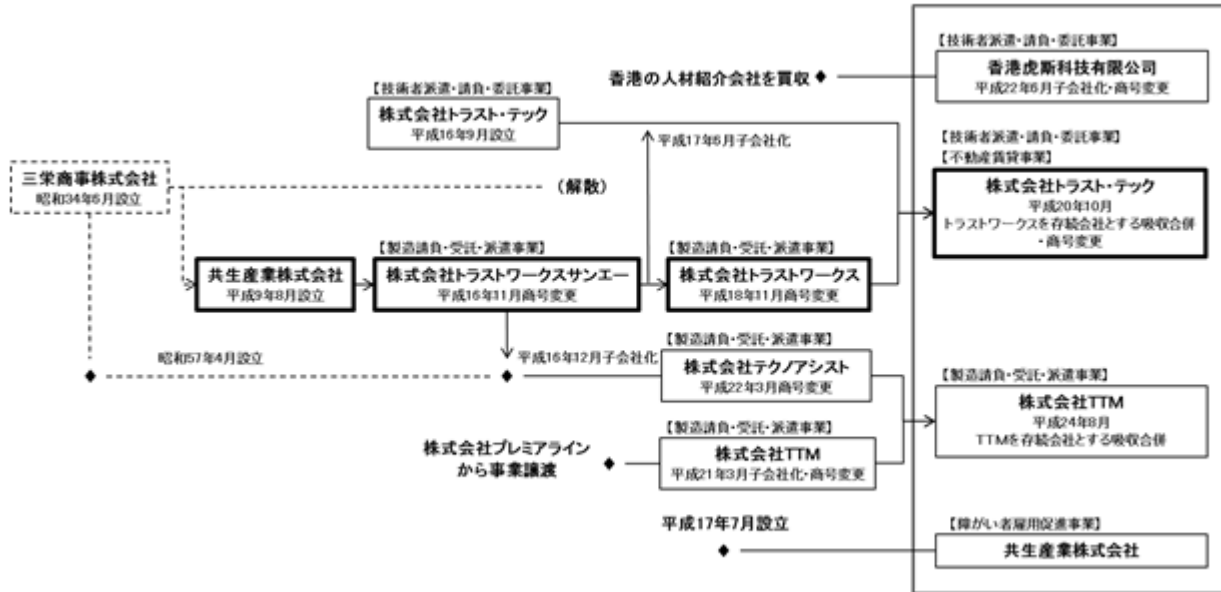 【技術者派遣・請負・委託事業】
香港の人材紹介会社を買収
香港虎斯科技有限公司
平成22年6月子会社化・商号変更
【技術者派遣・請負・委託事業】
株式会社トラスト・テック
平成16年9月設立
平成17年6月子会社化
【技術者派遣・請負・委託事業】
【不動産賃貸事業】
株式会社トラスト・テック
平成20年10月
トラストワークスを存続会社とする吸収合併
・商号変更
三栄商事株式会社
昭和34年6月設立
（解散）
共生産業株式会社
平成9年8月設立
【製造請負・受託・派遣事業】
株式会社トラストワークスサンエー
平成16年11月商号変更
【製造請負・受託・派遣事業】
株式会社トラストワークス
平成18年11月商号変更
昭和57年4月設立
平成16年12月子会社化
【製造請負・受託・派遣事業】
株式会社テクノアシスト
平成22年3月商号変更
【製造請負・受託・派遣事業】
株式会社TTM
平成24年8月
TTMを存続会社とする吸収合併
株式会社プレミアライン
から事業譲渡
【製造請負・受託・派遣事業】
株式会社TTM
平成21年3月子会社化・商号変更
平成17年7月設立
【障がい者雇用促進事業】
共生産業株式会社